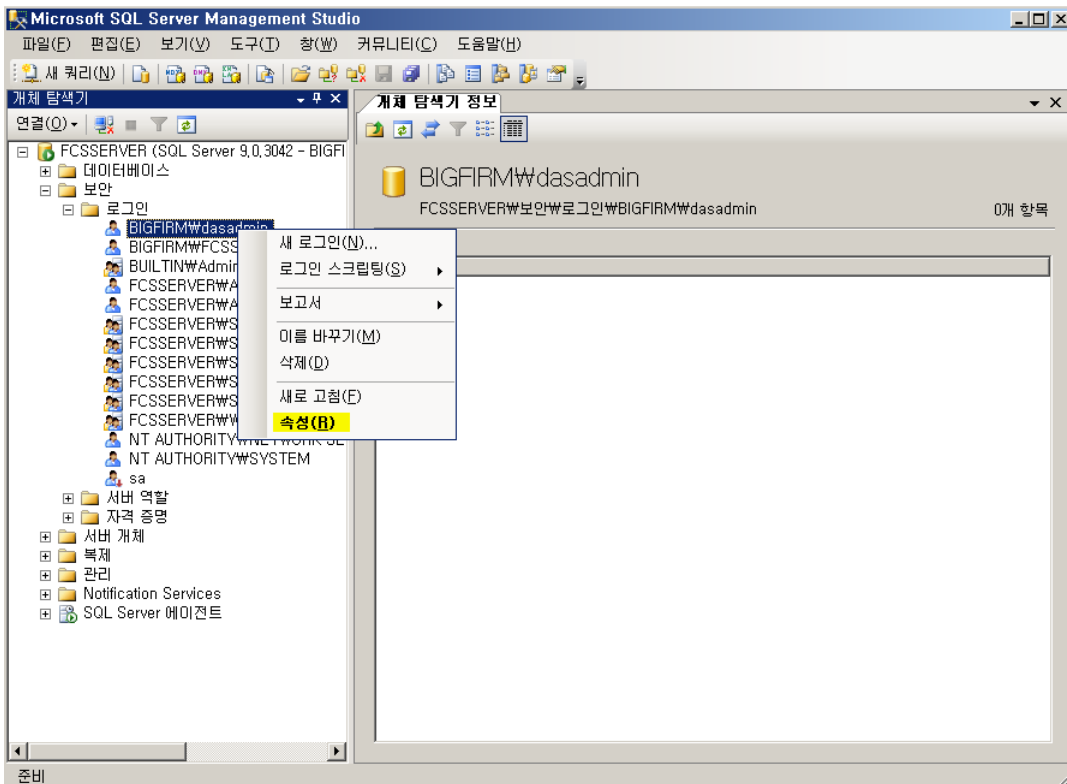 Microsoft SQL Server Management Studio
파일(F) 편집(E) 보기(V) 도구(T) 창(W) 커뮤니티(C) 도움말(H)
새 쿼리(N)
개체 탐색기
연결(O)
FCSSERVER (SQL Server 9.0.3042 - BIGFI
데이터베이스
보안
로그인
BIGFIRM₩dasadmin
BIGFIRM₩FCSS
BUILTIN₩Admin
FCSSERVER₩A
FCSSERVER₩A
FCSSERVER₩S
FCSSERVER₩S
FCSSERVER₩S
FCSSERVER₩S
FCSSERVER₩S
FCSSERVER₩W
NT AUTHORITY₩NETWORK SE
NT AUTHORITY₩SYSTEM
sa
서버 역할
자격 증명
서버 개체
복제
관리
Notification Services
SQL Server 에이전트
새 로그인(N)...
로그인 스크립팅(S)
보고서
이름 바꾸기(M)
삭제(D)
새로 고침(F)
속성(R)
개체 탐색기 정보
BIGFIRM₩dasadmin
FCSSERVER₩보안₩로그인₩BIGFIRM₩dasadmin 0개 항목
준비